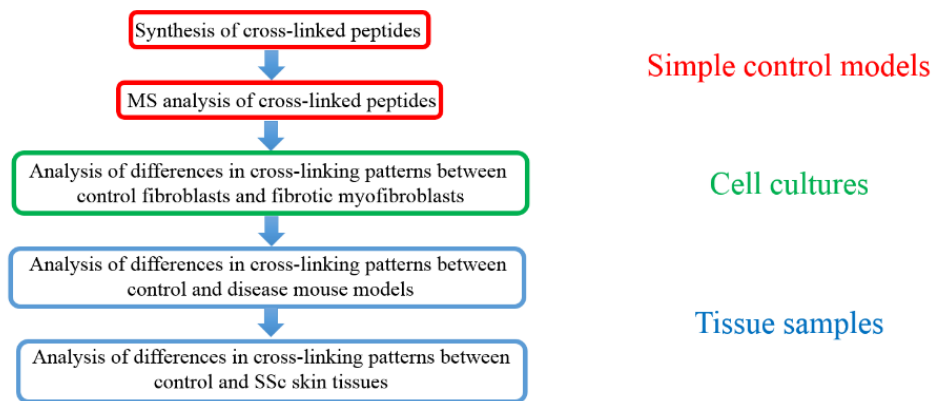 Synthesis of cross-linked peptides
Simple control models
MS analysis of cross-linked peptides
Analysis of differences in cross-linking patterns between
control fibroblasts and fibrotic myofibroblasts
Cell cultures
Analysis of differences in cross-linking patterns between
control and disease mouse models
Tissue samples
Analysis of differences in cross-linking patterns between
control and SSc skin tissues